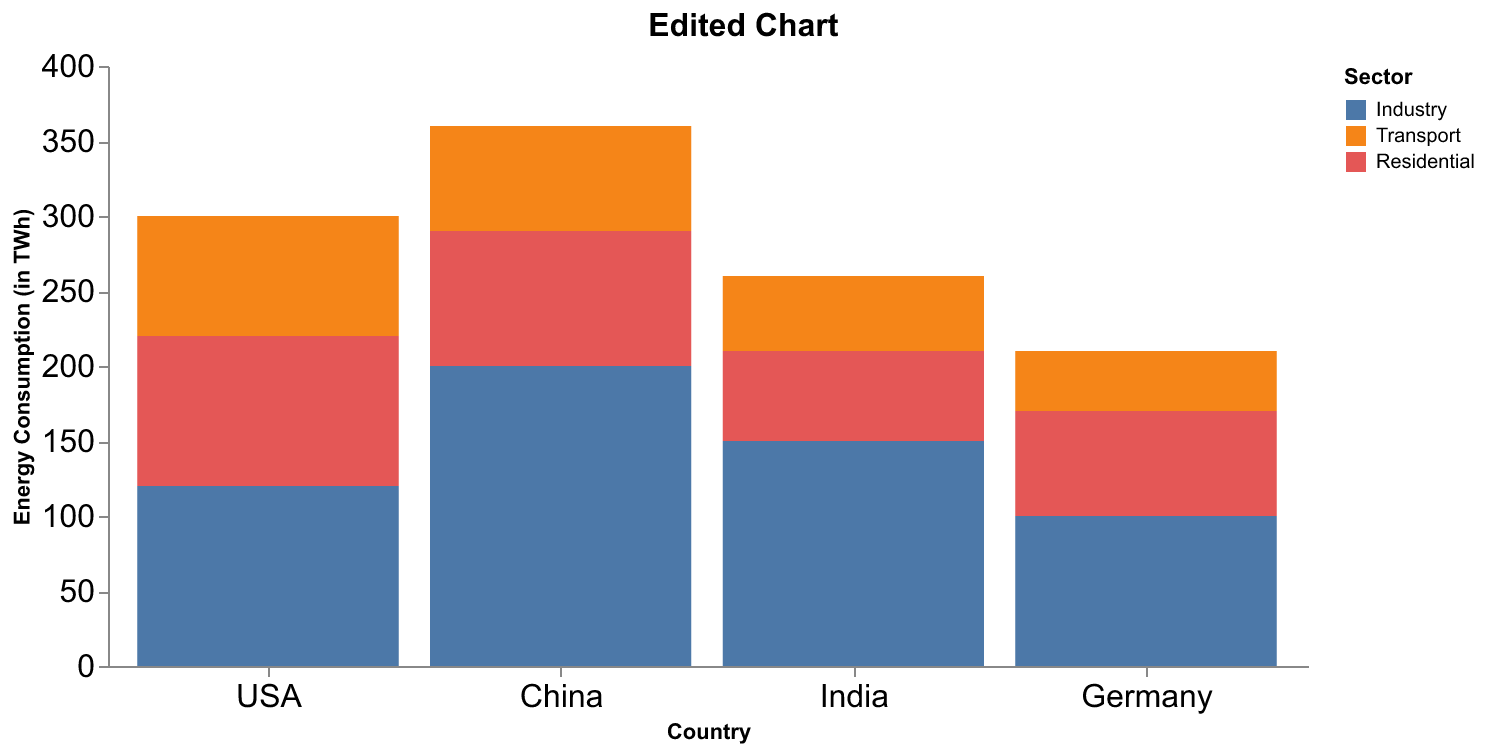 Edited Chart
400
350
300
250
200
150
100
50
0
Energy Consumption (in TWh)
USA
China
India
Germany
Country
Sector
Industry
Transport
Residential